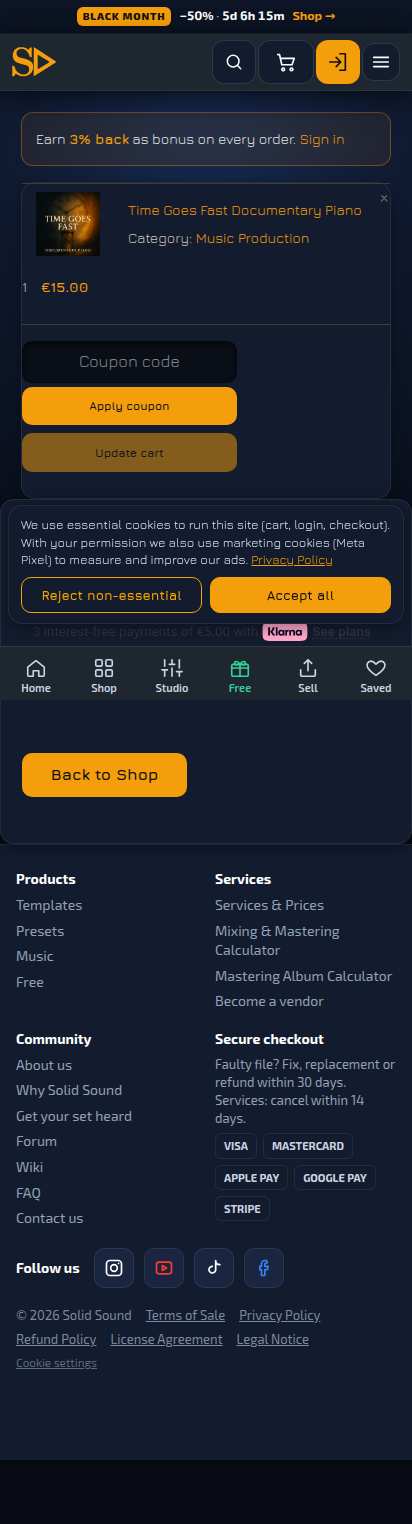 BLACK MONTH −50% · 5d 6h 15m Shop →
S
Earn 3% back as bonus on every order. Sign in
×
TIME GOES
FAST
Time Goes Fast Documentary Piano
Category: Music Production
1 €15.00
Coupon code
Apply coupon
Update cart
We use essential cookies to run this site (cart, login, checkout).
With your permission we also use marketing cookies (Meta
Pixel) to measure and improve our ads. Privacy Policy
Reject non-essential
Accept all
3 interest-free payments of €5.00 with Klarna See plans
Home
Shop
Studio
Free
Sell
Saved
Back to Shop
Products
Templates
Presets
Music
Free
Services
Services & Prices
Mixing & Mastering
Calculator
Mastering Album Calculator
Become a vendor
Community
About us
Why Solid Sound
Get your set heard
Forum
Wiki
FAQ
Contact us
Secure checkout
Faulty file? Fix, replacement or
refund within 30 days.
Services: cancel within 14
days.
VISA
MASTERCARD
APPLE PAY
GOOGLE PAY
STRIPE
Follow us
© 2026 Solid Sound Terms of Sale Privacy Policy
Refund Policy License Agreement Legal Notice
Cookie settings